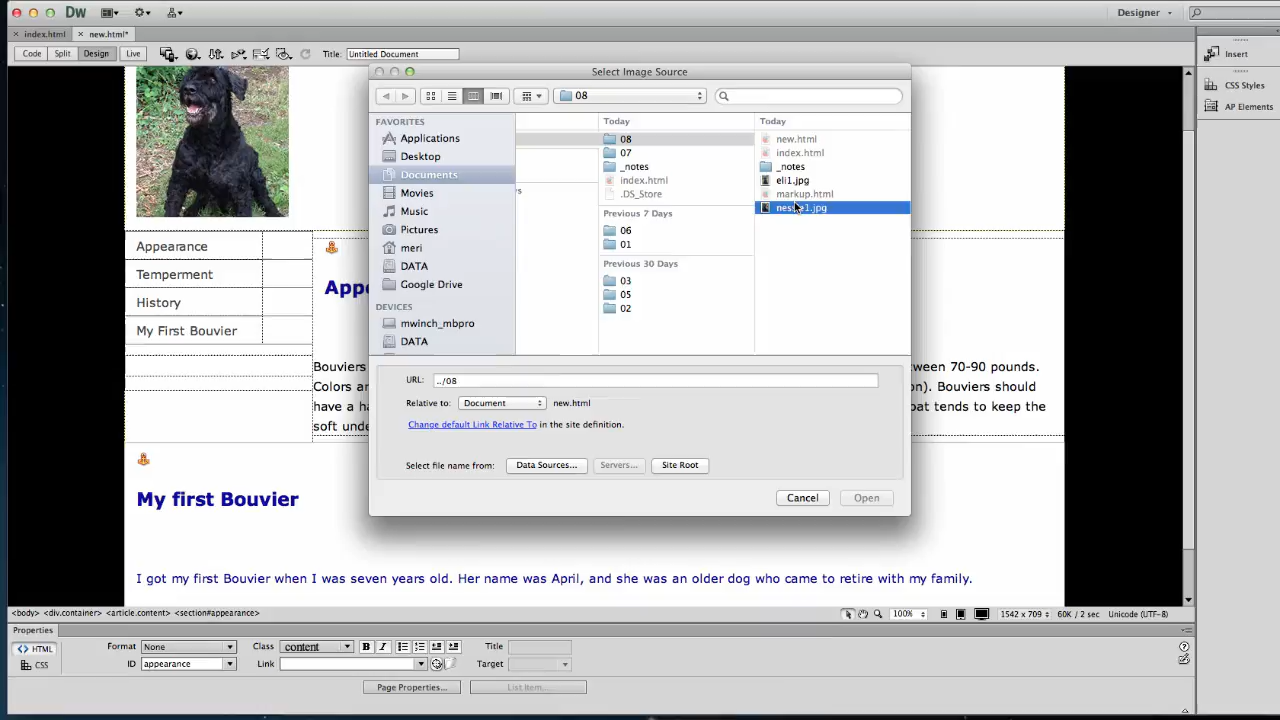 Dw
Designer
index.html
new.html*
Code Split Design Live Title: Untitled Document
Insert
CSS Styles
AP Elements
Select Image Source
08
FAVORITES
Applications
Desktop
Documents
Movies
Music
Pictures
meri
DATA
Google Drive
DEVICES
mwinch_mbpro
DATA
Today
08
07
_notes
index.html
.DS_Store
Previous 7 Days
06
01
Previous 30 Days
03
05
02
Today
new.html
index.html
_notes
eli1.jpg
markup.html
URL: ../08
Relative to: Document new.html
Change default Link Relative To in the site definition.
Select file name from: Data Sources... Servers... Site Root
Cancel Open
Appearance
Temperment
History
My First Bouvier
Appe
Bouviers
ween 70-90 pounds.
Colors ar
on). Bouviers should
have a ha
oat tends to keep the
soft unde
My first Bouvier
I got my first Bouvier when I was seven years old. Her name was April, and she was an older dog who came to retire with my family.
<body> <div.container> <article.content> <section#appearance>
100% 1542 x 709 60K / 2 sec Unicode (UTF-8)
Properties
<> HTML
CSS
Format None Class content B I Title
ID appearance Link Target
Page Properties... List Item...